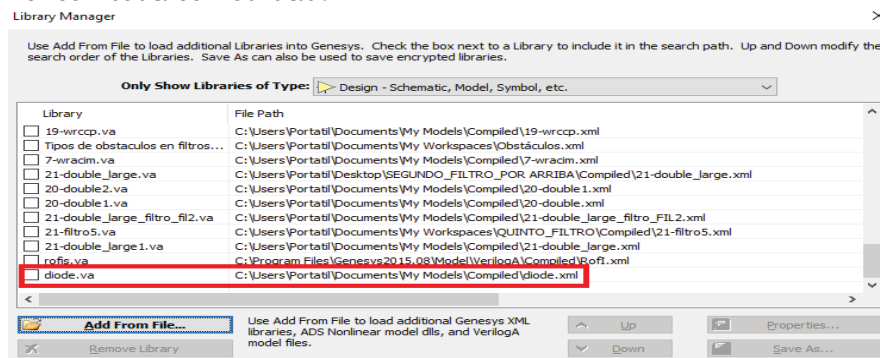 Library Manager
Use Add From File to load additional Libraries into Genesys. Check the box next to a Library to include it in the search path. Up and Down modify the
search order of the Libraries. Save As can also be used to save encrypted libraries.
Only Show Libraries of Type: Design - Schematic, Model, Symbol, etc.
Library File Path
19-wrccp.va C:\Users\Portatil\Documents\My Models\Compiled\19-wrccp.xml
Tipos de obstaculos en filtros... C:\Users\Portatil\Documents\My Workspaces\Obstáculos.xml
7-wracim.va C:\Users\Portatil\Documents\My Models\Compiled\7-wracim.xml
21-double_large.va C:\Users\Portatil\Desktop\SEGUNDO_FILTRO_POR ARRIBA\Compiled\21-double_large.xml
20-double2.va C:\Users\Portatil\Documents\My Models\Compiled\20-double1.xml
20-double1.va C:\Users\Portatil\Documents\My Models\Compiled\20-double.xml
21-double_large_filtro_fil2.va C:\Users\Portatil\Documents\My Models\Compiled\21-double_large_filtro_FIL2.xml
21-filtro5.va C:\Users\Portatil\Documents\My Workspaces\QUINTO_FILTRO\Compiled\21-filtro5.xml
21-double_large1.va C:\Users\Portatil\Documents\My Models\Compiled\21-double_large.xml
rofis.va C:\Program Files\Genesys2015.08\Model\VerilogA\Compiled\RofI.xml
diode.va C:\Users\Portatil\Documents\My Models\Compiled\diode.xml
Add From File... Use Add From File to load additional Genesys XML
libraries, ADS Nonlinear model dlls, and VerilogA
model files.
Up Properties...
Remove Library Down Save As...